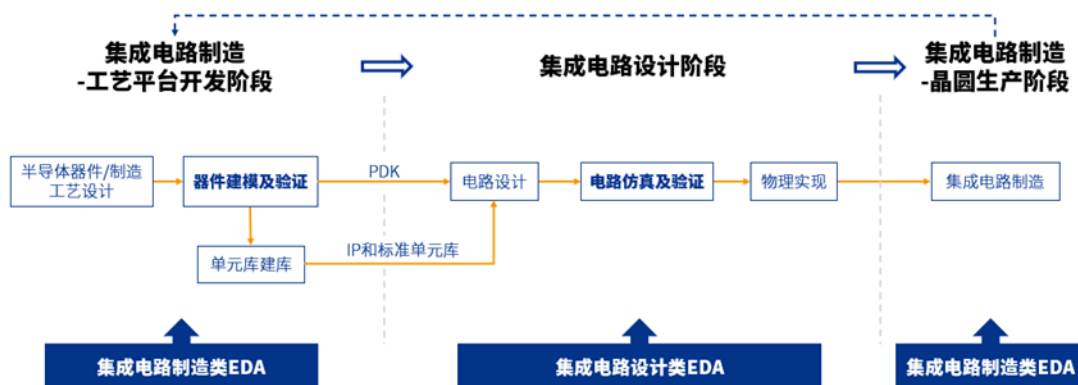 集成电路制造
-工艺平台开发阶段
集成电路设计阶段
集成电路制造
-晶圆生产阶段
半导体器件/制造
工艺设计
器件建模及验证
PDK
电路设计
电路仿真及验证
物理实现
集成电路制造
单元库建库
IP和标准单元库
集成电路制造类EDA
集成电路设计类EDA
集成电路制造类EDA